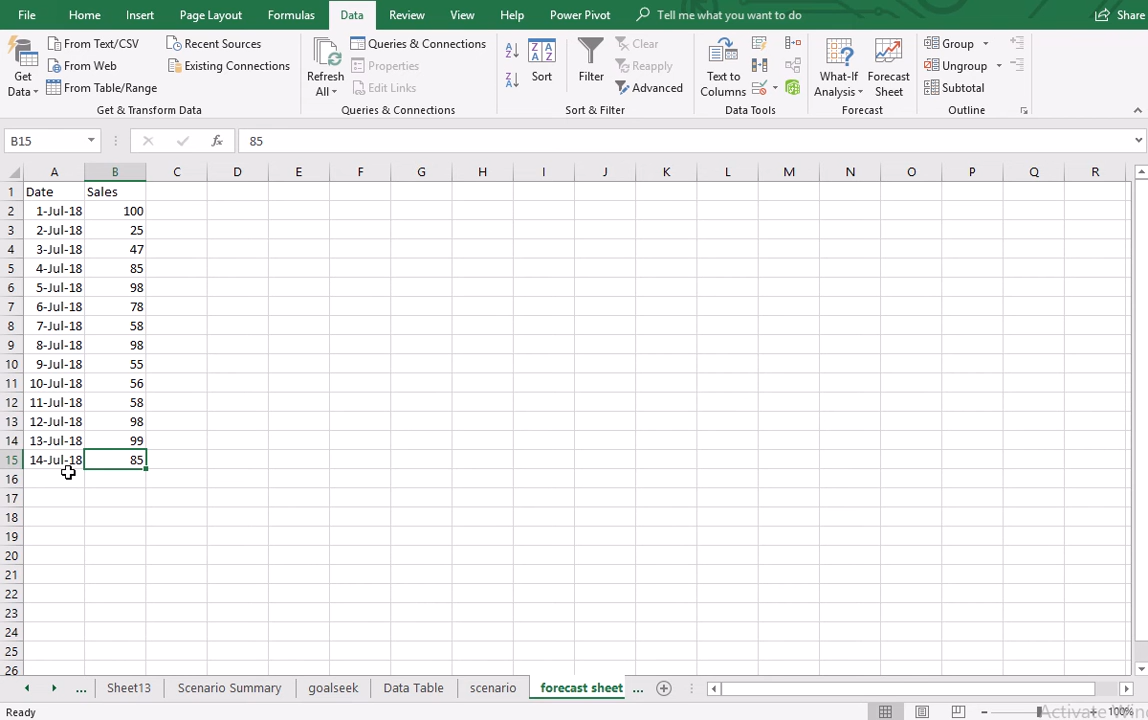 File Home Insert Page Layout Formulas Data Review View Help Power Pivot Tell me what you want to do Share
Get Data
From Text/CSV
From Web
From Table/Range
Recent Sources
Existing Connections
Get & Transform Data
Refresh All
Queries & Connections
Properties
Edit Links
Queries & Connections
Sort
Filter
Clear
Reapply
Advanced
Sort & Filter
Text to Columns
Data Tools
What-If Analysis
Forecast Sheet
Forecast
Group
Ungroup
Subtotal
Outline
B15 fx 85
A B C D E F G H I J K L M N O P Q R
1 Date Sales
2 1-Jul-18 100
3 2-Jul-18 25
4 3-Jul-18 47
5 4-Jul-18 85
6 5-Jul-18 98
7 6-Jul-18 78
8 7-Jul-18 58
9 8-Jul-18 98
10 9-Jul-18 55
11 10-Jul-18 56
12 11-Jul-18 58
13 12-Jul-18 98
14 13-Jul-18 99
15 14-Jul-18 85
16
17
18
19
20
21
22
23
24
25
26
... Sheet13 Scenario Summary goalseek Data Table scenario forecast sheet ...
Ready 100%
Activate Win